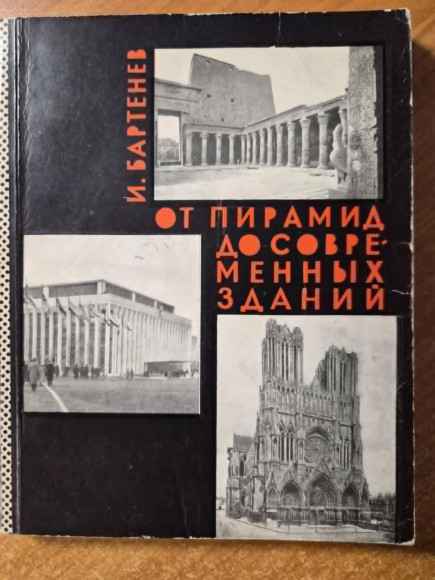 И. БАРТЕНЕВ
ОТ ПИРАМИД
ДО СОВРЕ-
МЕННЫХ
ЗДАНИЙ